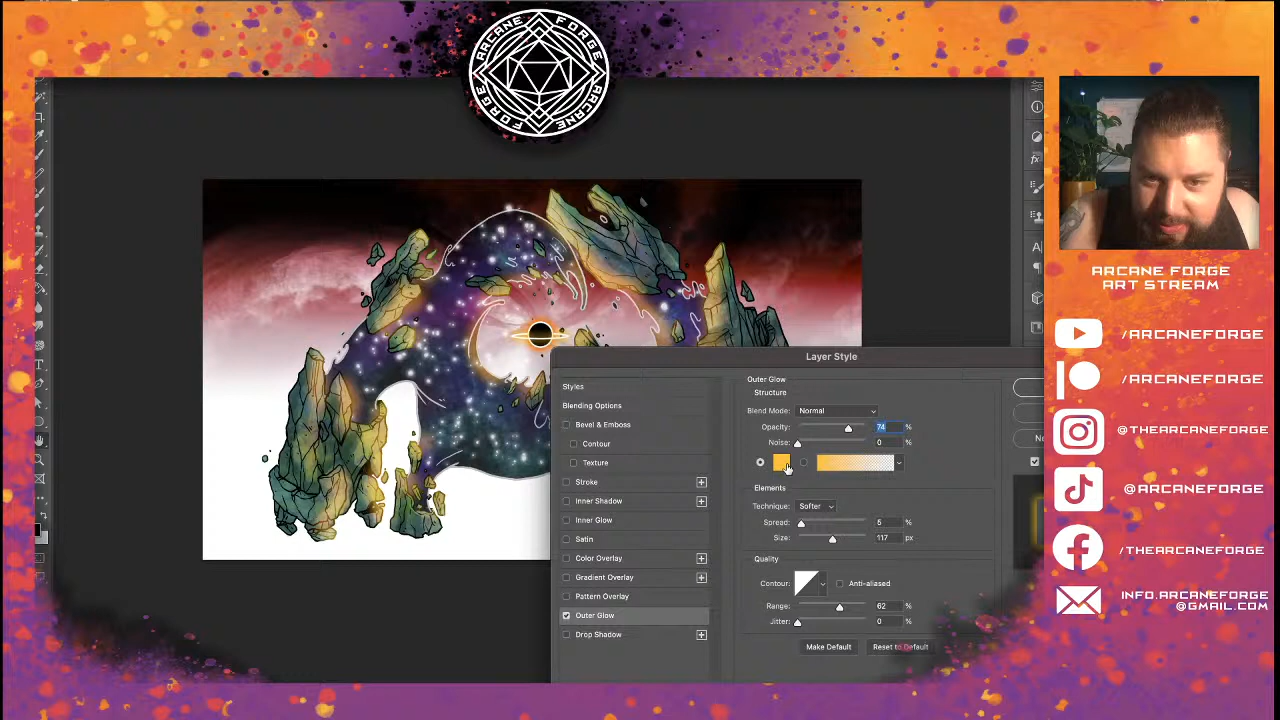 ARCANE FORGE
ARCANE FORGE
ARCANE FORGE
ART STREAM
/ARCANEFORGE
/ARCANEFORGE
@THEARCANEFORGE
@ARCANEFORGE
/THEARCANEFORGE
INFO.ARCANEFORGE
@GMAIL.COM
Layer Style
Styles
Blending Options
Bevel & Emboss
Contour
Texture
Stroke
Inner Shadow
Inner Glow
Satin
Color Overlay
Gradient Overlay
Pattern Overlay
Outer Glow
Drop Shadow
Outer Glow
Structure
Blend Mode: Normal
Opacity: 74 %
Noise: 0 %
Elements
Technique: Softer
Spread: 5 %
Size: 117 px
Quality
Contour: Anti-aliased
Range: 62 %
Jitter: 0 %
Make Default Reset to Default